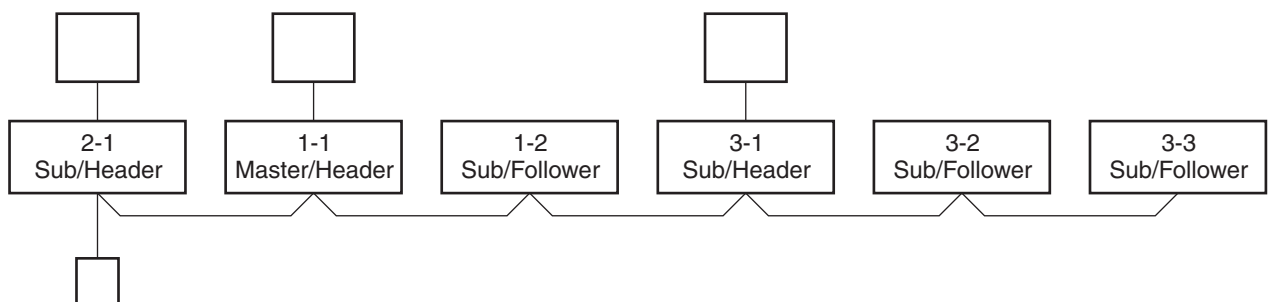 2-1
Sub/Header
1-1
Master/Header
1-2
Sub/Follower
3-1
Sub/Header
3-2
Sub/Follower
3-3
Sub/Follower